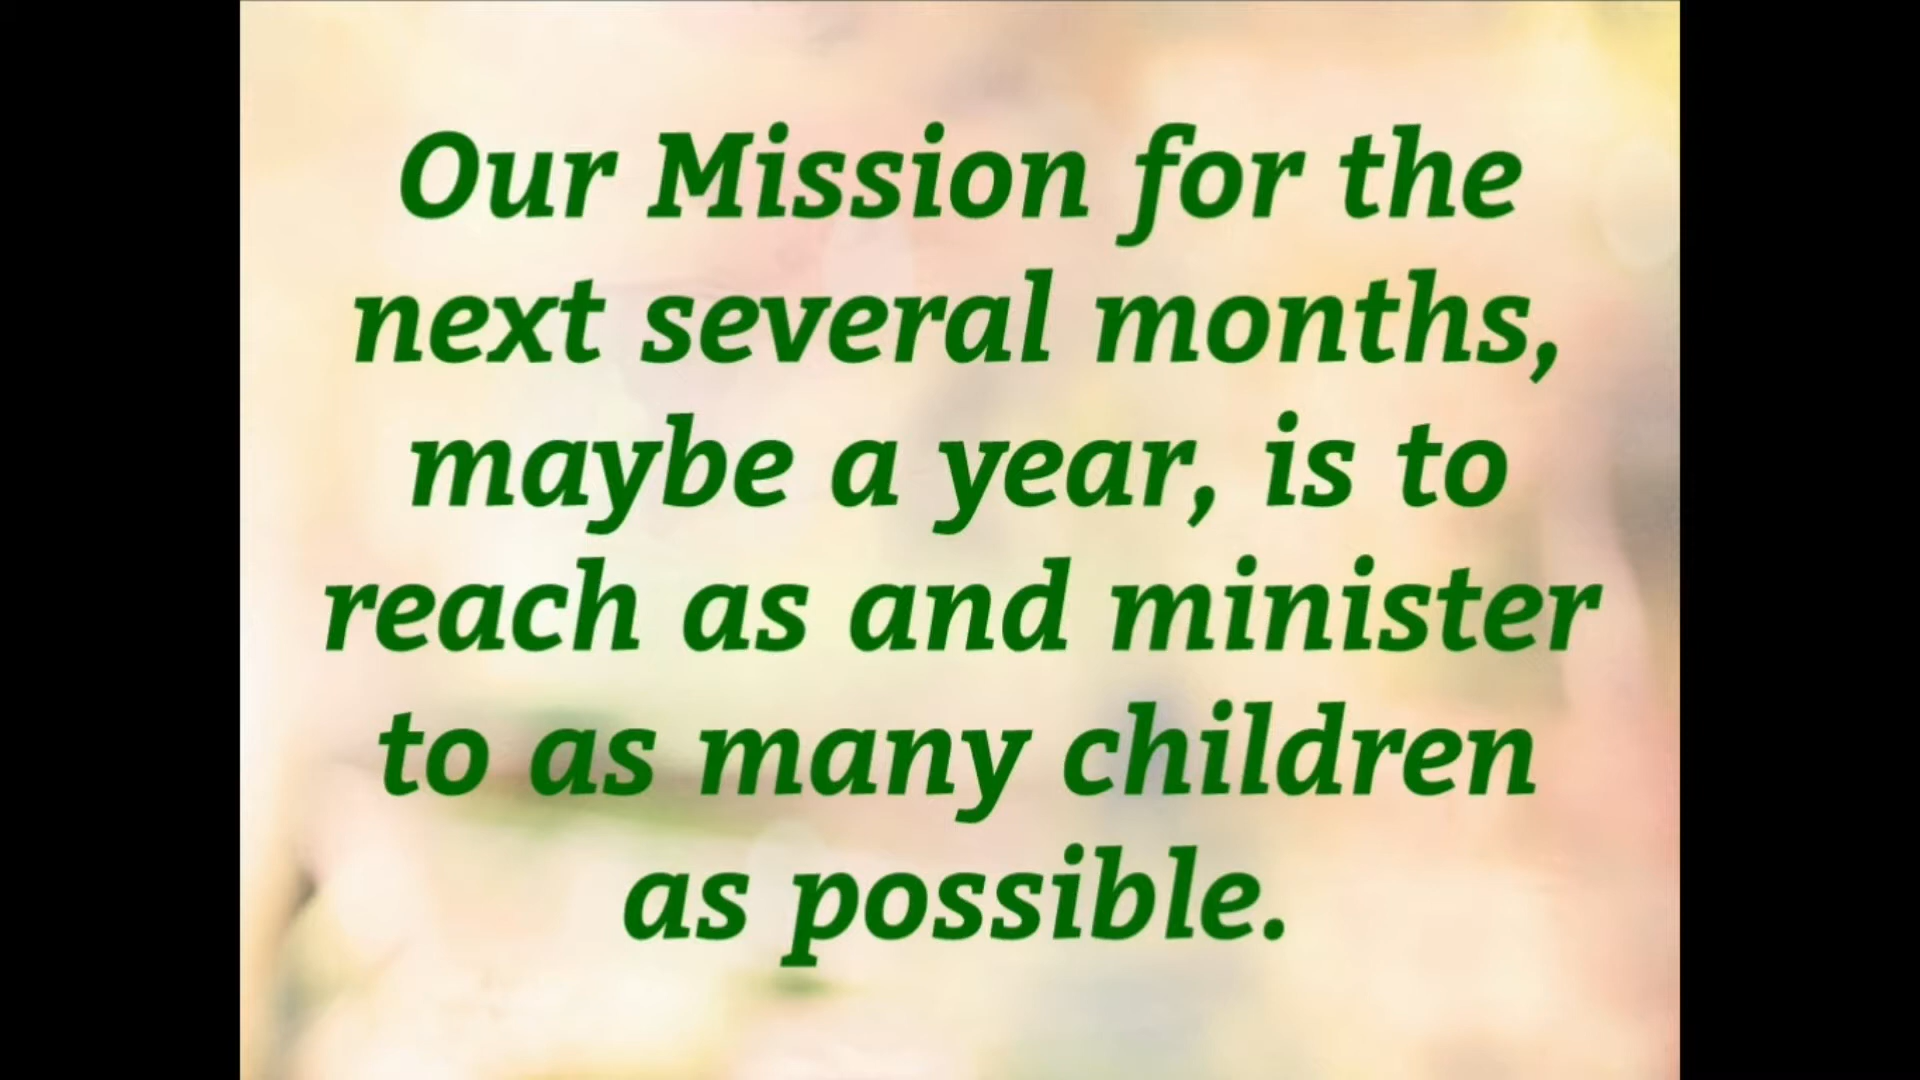 Our Mission for the
next several months,
maybe a year, is to
reach as and minister
to as many children
as possible.